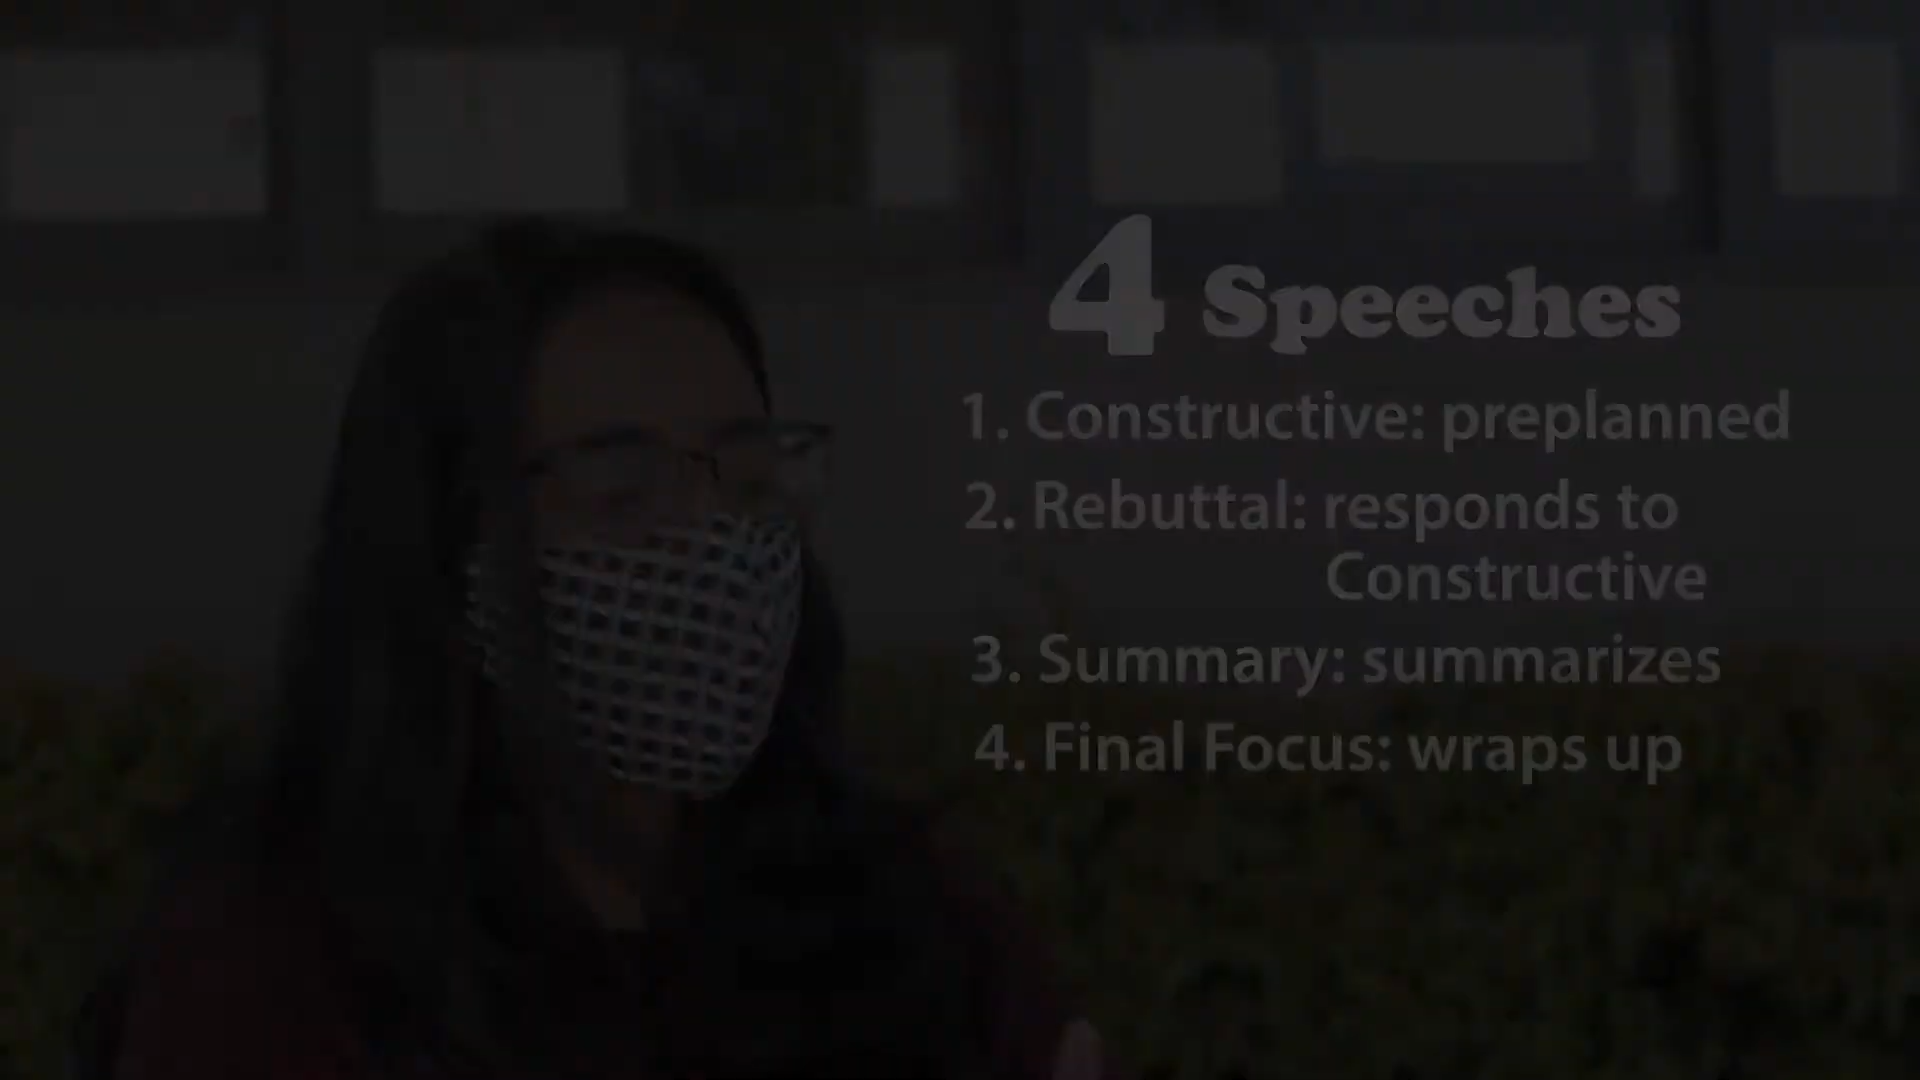 4 Speeches
1. Constructive: preplanned
2. Rebuttal: responds to
Constructive
3. Summary: summarizes
4. Final Focus: wraps up